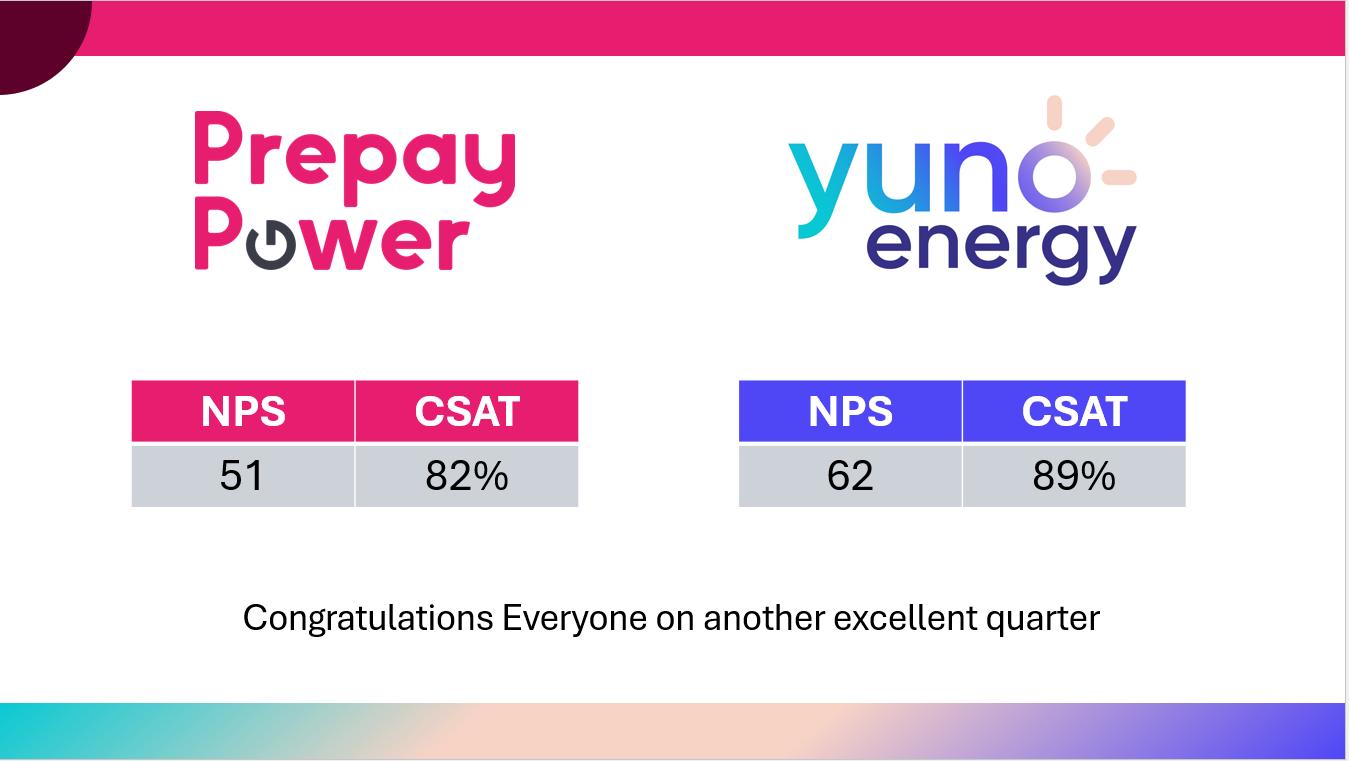 Prepay
Power
yuno
energy
NPS CSAT
51 82%
NPS CSAT
62 89%
Congratulations Everyone on another excellent quarter